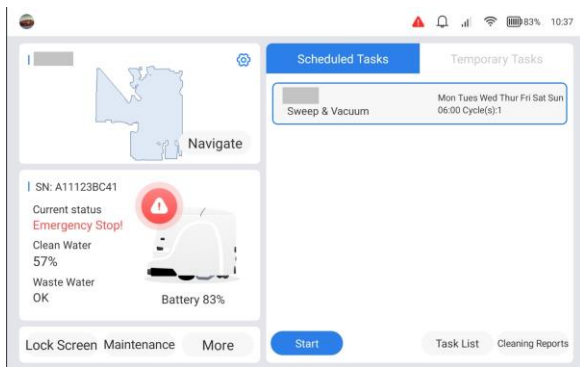 83% 10:37
Navigate
SN: A11123BC41
Current status
Emergency Stop!
Clean Water
57%
Waste Water
OK
Battery 83%
Lock Screen Maintenance More
Scheduled Tasks Temporary Tasks
Sweep & Vacuum
Mon Tues Wed Thur Fri Sat Sun
06:00 Cycle(s):1
Start Task List Cleaning Reports